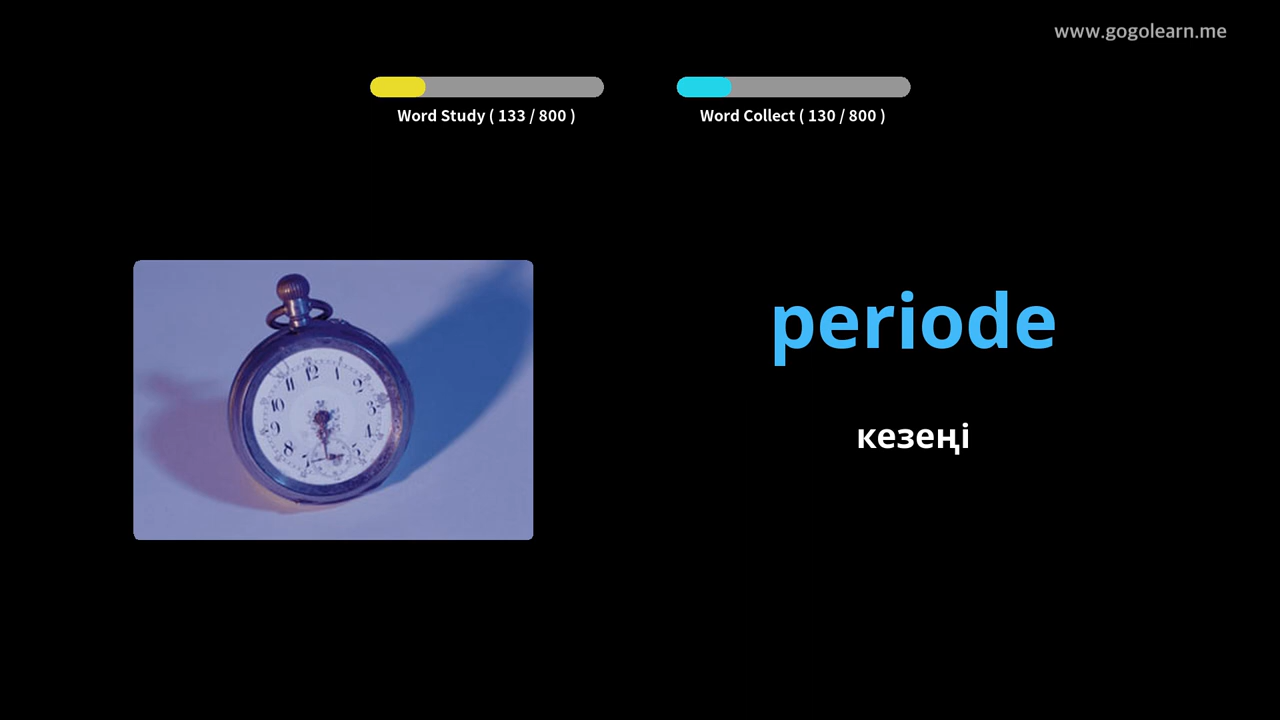 www.gogolearn.me
Word Study ( 133 / 800 )
Word Collect ( 130 / 800 )
periode
кезеңі